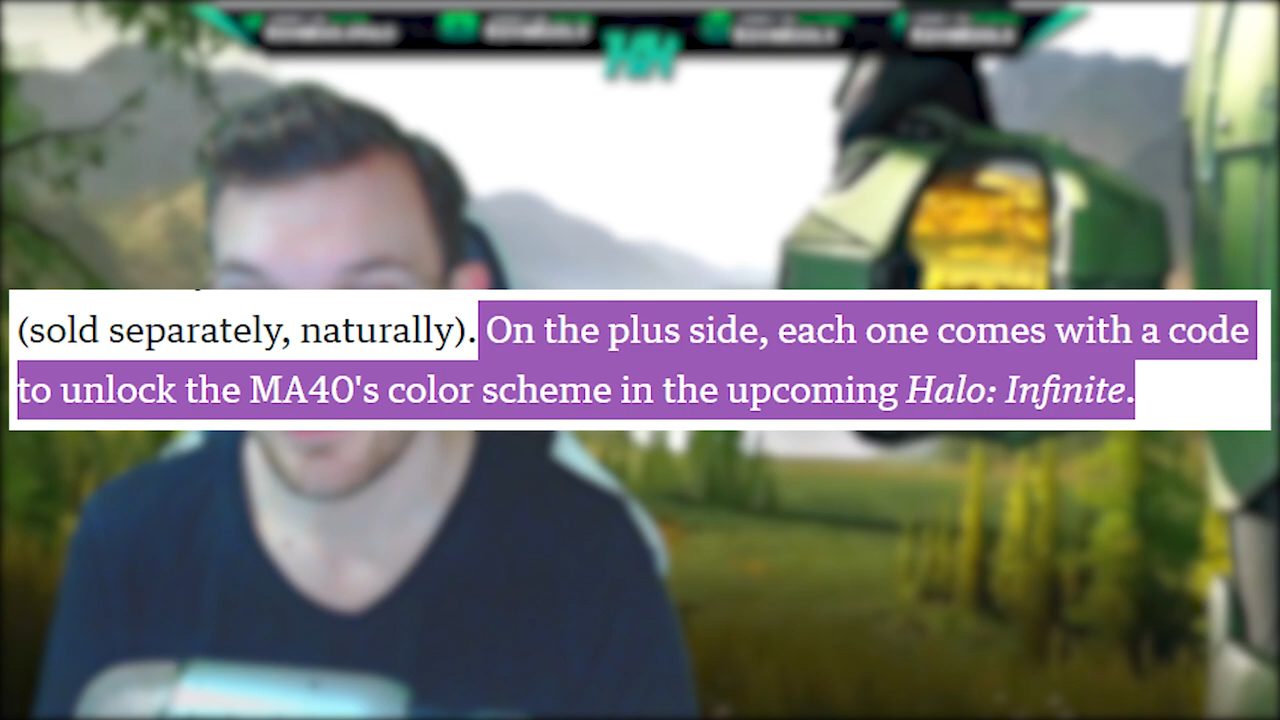 (sold separately, naturally). On the plus side, each one comes with a code
to unlock the MA40's color scheme in the upcoming Halo: Infinite.